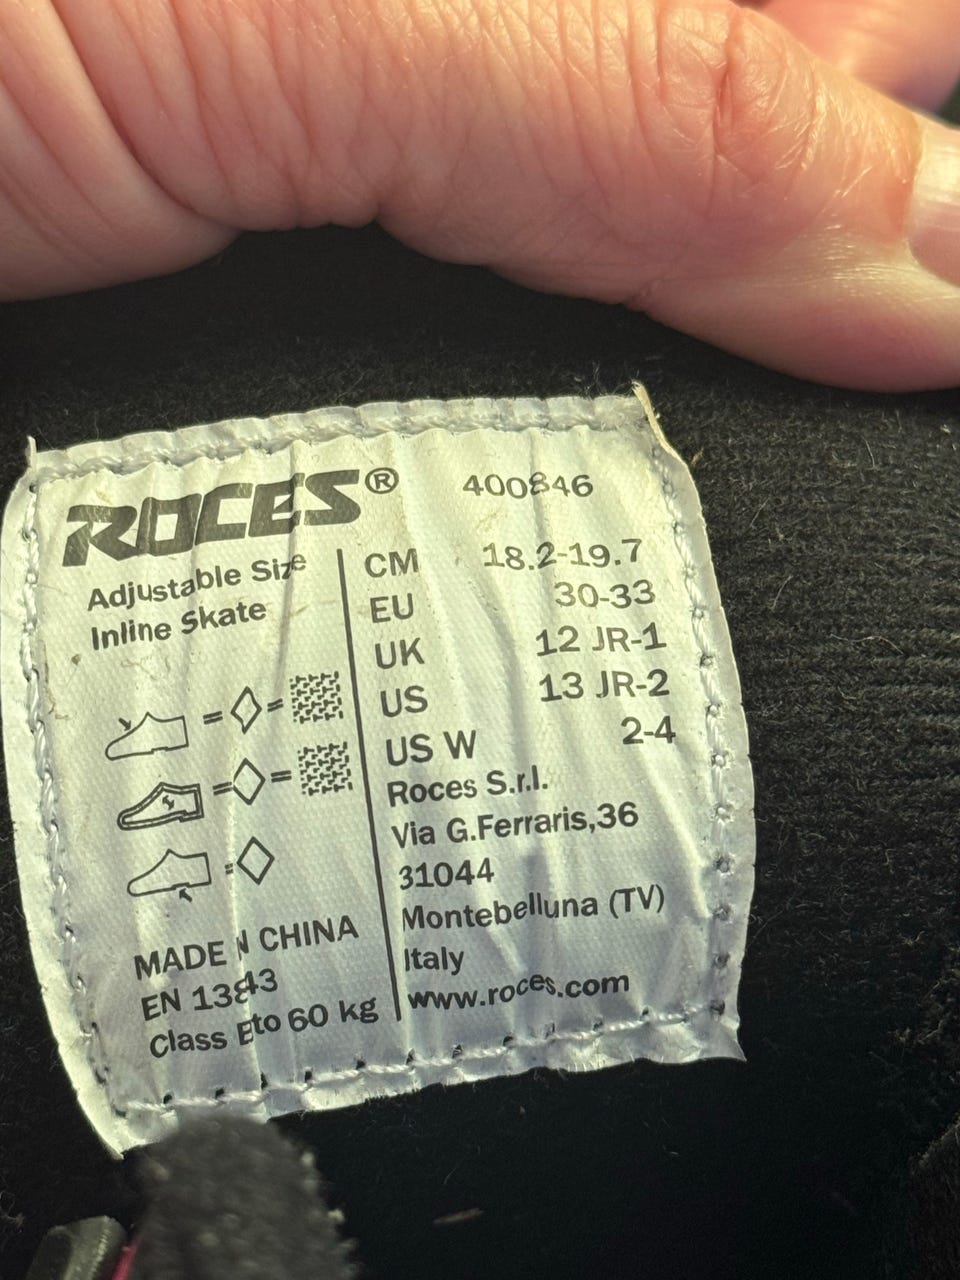 ROCES®
Adjustable Size
Inline Skate
MADE IN CHINA
EN 13843
Class B to 60 kg
400846
CM 18.2-19.7
EU 30-33
UK 12 JR-1
US 13 JR-2
US W 2-4
Roces S.r.l.
Via G.Ferraris,36
31044
Montebelluna (TV)
Italy
www.roces.com